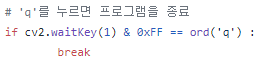 # 'q'를 누르면 프로그램을 종료
if cv2.waitKey(1) & 0xFF == ord('q') :
        break